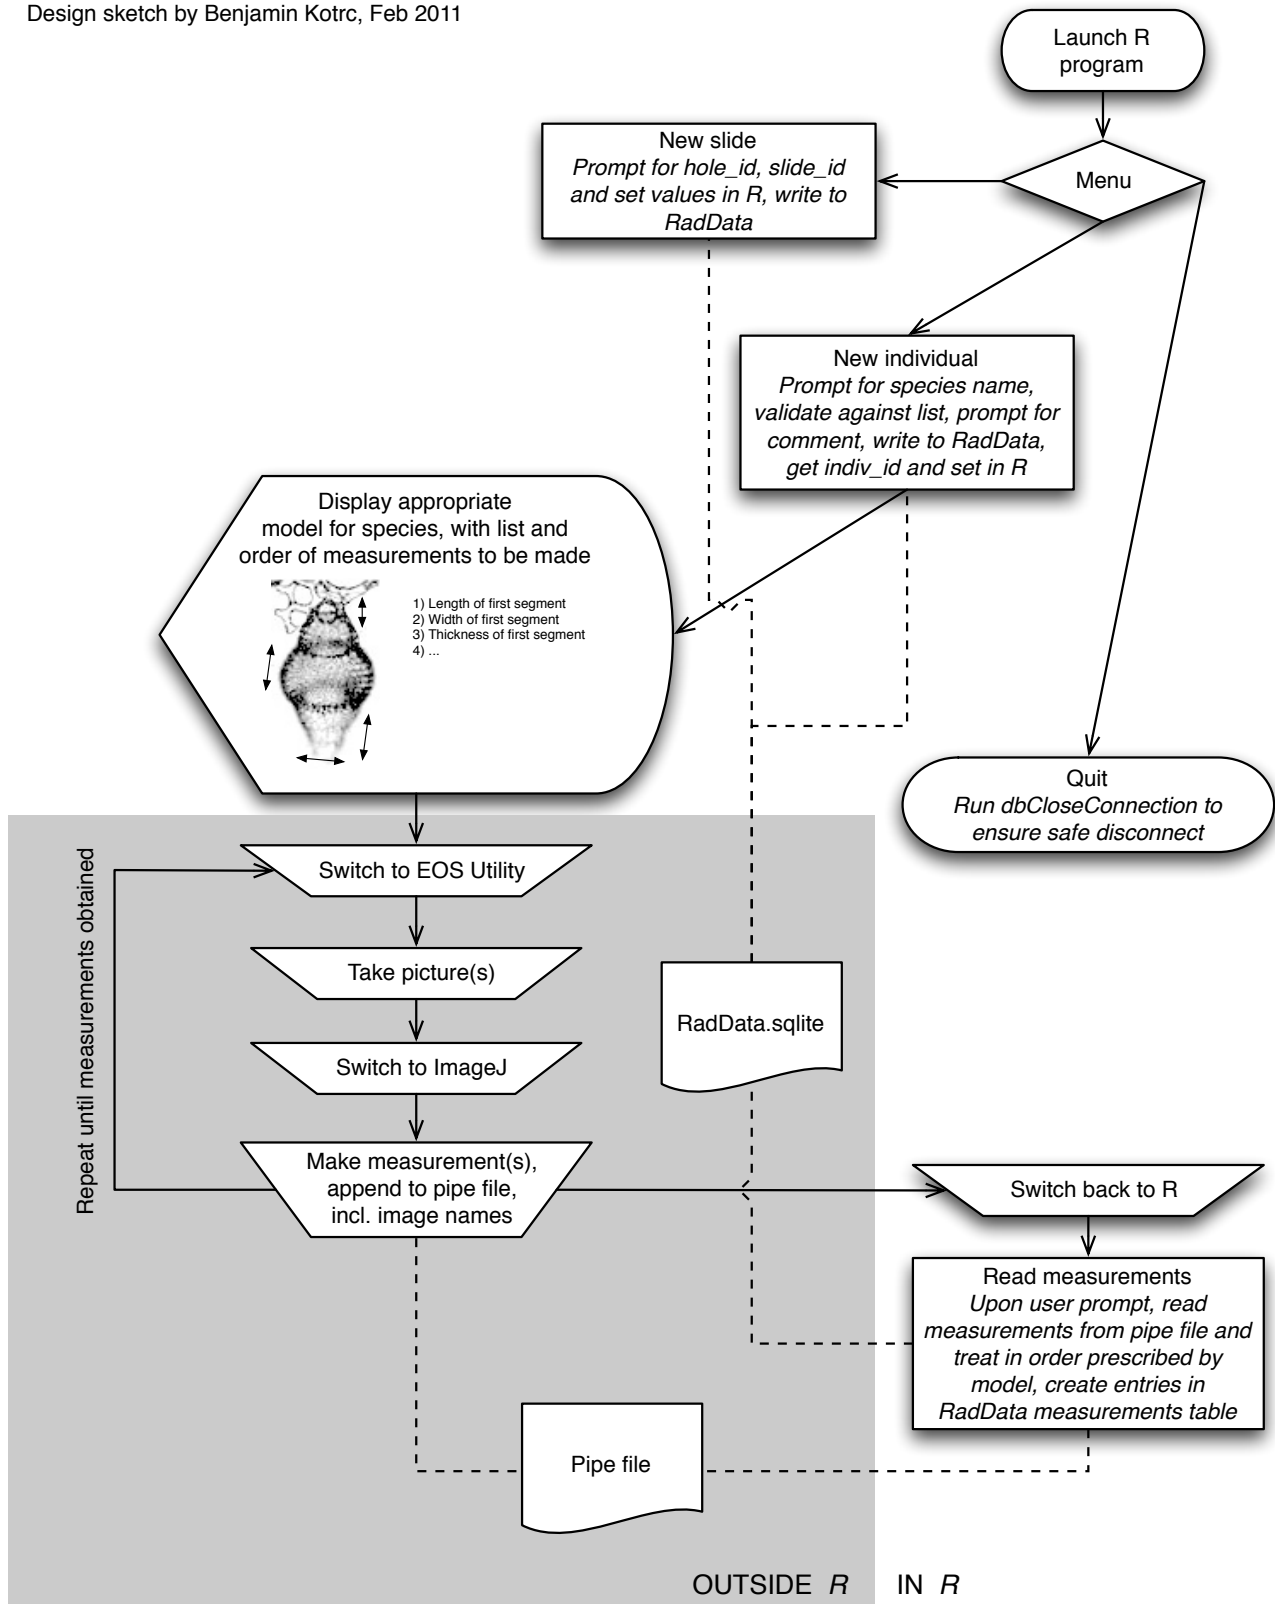 Design sketch by Benjamin Kotrc, Feb 2011
Launch R
program
Menu
New slide
Prompt for hole_id, slide_id
and set values in R, write to
RadData
New individual
Prompt for species name,
validate against list, prompt for
comment, write to RadData,
get indiv_id and set in R
Display appropriate
model for species, with list and
order of measurements to be made
1) Length of first segment
2) Width of first segment
3) Thickness of first segment
4) ...
Quit
Run dbCloseConnection to
ensure safe disconnect
Repeat until measurements obtained
Switch to EOS Utility
Take picture(s)
Switch to ImageJ
Make measurement(s),
append to pipe file,
incl. image names
RadData.sqlite
Switch back to R
Read measurements
Upon user prompt, read
measurements from pipe file and
treat in order prescribed by
model, create entries in
RadData measurements table
Pipe file
OUTSIDE R
IN R